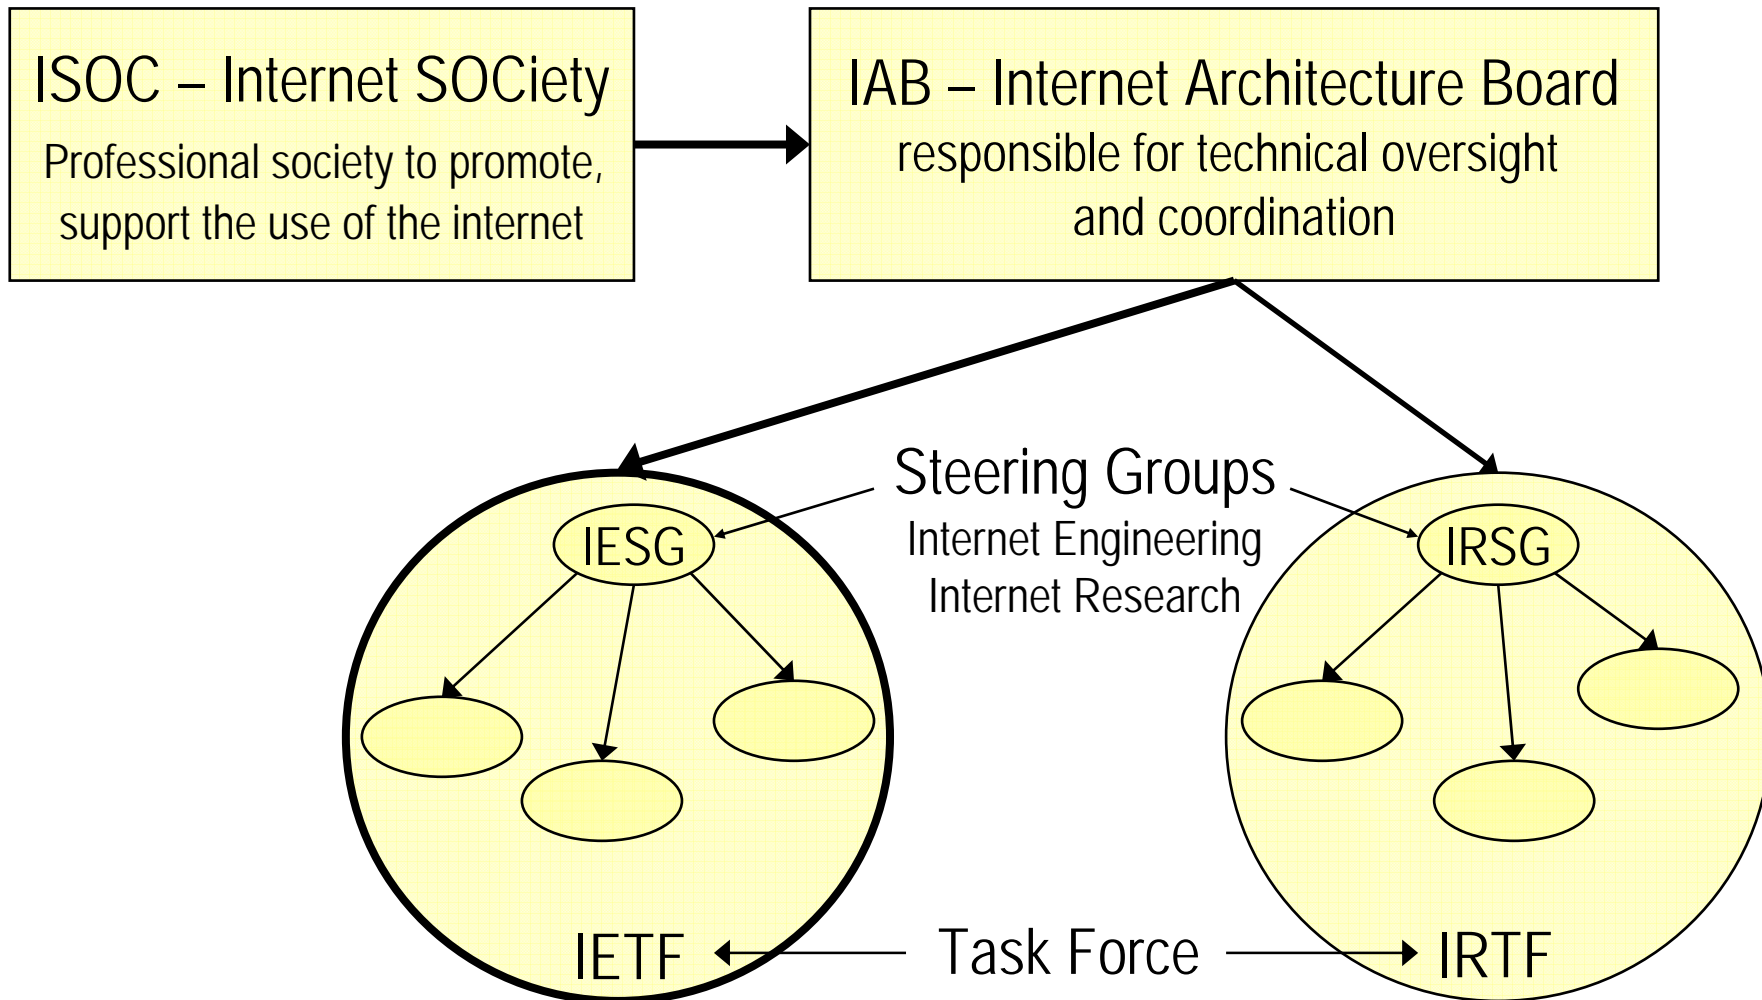 ISOC – Internet SOCiety
Professional society to promote,
support the use of the internet
IAB – Internet Architecture Board
responsible for technical oversight
and coordination
Steering Groups
Internet Engineering
Internet Research
IESG
IRSG
IETF
Task Force
IRTF